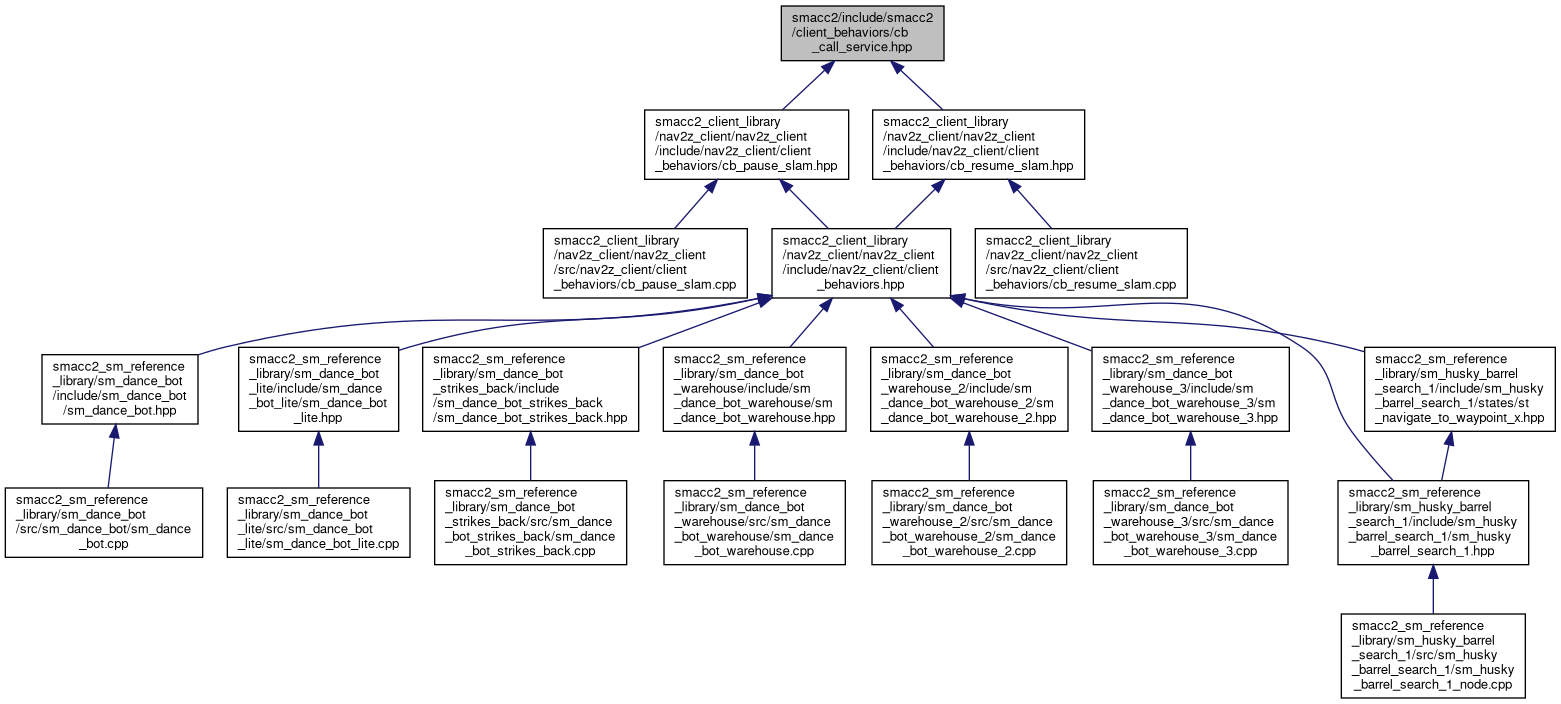 smacc2/include/smacc2
/client_behaviors/cb
_call_service.hpp
smacc2_client_library
/nav2z_client/nav2z_client
/include/nav2z_client/client
_behaviors/cb_pause_slam.hpp
smacc2_client_library
/nav2z_client/nav2z_client
/include/nav2z_client/client
_behaviors/cb_resume_slam.hpp
smacc2_client_library
/nav2z_client/nav2z_client
/src/nav2z_client/client
_behaviors/cb_pause_slam.cpp
smacc2_client_library
/nav2z_client/nav2z_client
/include/nav2z_client/client
_behaviors.hpp
smacc2_client_library
/nav2z_client/nav2z_client
/src/nav2z_client/client
_behaviors/cb_resume_slam.cpp
smacc2_sm_reference
_library/sm_dance_bot
/include/sm_dance_bot
/sm_dance_bot.hpp
smacc2_sm_reference
_library/sm_dance_bot
_lite/include/sm_dance
_bot_lite/sm_dance_bot
_lite.hpp
smacc2_sm_reference
_library/sm_dance_bot
_strikes_back/include
/sm_dance_bot_strikes_back
/sm_dance_bot_strikes_back.hpp
smacc2_sm_reference
_library/sm_dance_bot
_warehouse/include/sm
_dance_bot_warehouse/sm
_dance_bot_warehouse.hpp
smacc2_sm_reference
_library/sm_dance_bot
_warehouse_2/include/sm
_dance_bot_warehouse_2/sm
_dance_bot_warehouse_2.hpp
smacc2_sm_reference
_library/sm_dance_bot
_warehouse_3/include/sm
_dance_bot_warehouse_3/sm
_dance_bot_warehouse_3.hpp
smacc2_sm_reference
_library/sm_husky_barrel
_search_1/include/sm_husky
_barrel_search_1/states/st
_navigate_to_waypoint_x.hpp
smacc2_sm_reference
_library/sm_dance_bot
/src/sm_dance_bot/sm_dance
_bot.cpp
smacc2_sm_reference
_library/sm_dance_bot
_lite/src/sm_dance_bot
_lite/sm_dance_bot_lite.cpp
smacc2_sm_reference
_library/sm_dance_bot
_strikes_back/src/sm_dance
_bot_strikes_back/sm_dance
_bot_strikes_back.cpp
smacc2_sm_reference
_library/sm_dance_bot
_warehouse/src/sm_dance
_bot_warehouse/sm_dance
_bot_warehouse.cpp
smacc2_sm_reference
_library/sm_dance_bot
_warehouse_2/src/sm_dance
_bot_warehouse_2/sm_dance
_bot_warehouse_2.cpp
smacc2_sm_reference
_library/sm_dance_bot
_warehouse_3/src/sm_dance
_bot_warehouse_3/sm_dance
_bot_warehouse_3.cpp
smacc2_sm_reference
_library/sm_husky_barrel
_search_1/include/sm_husky
_barrel_search_1/sm_husky
_barrel_search_1.hpp
smacc2_sm_reference
_library/sm_husky_barrel
_search_1/src/sm_husky
_barrel_search_1/sm_husky
_barrel_search_1_node.cpp